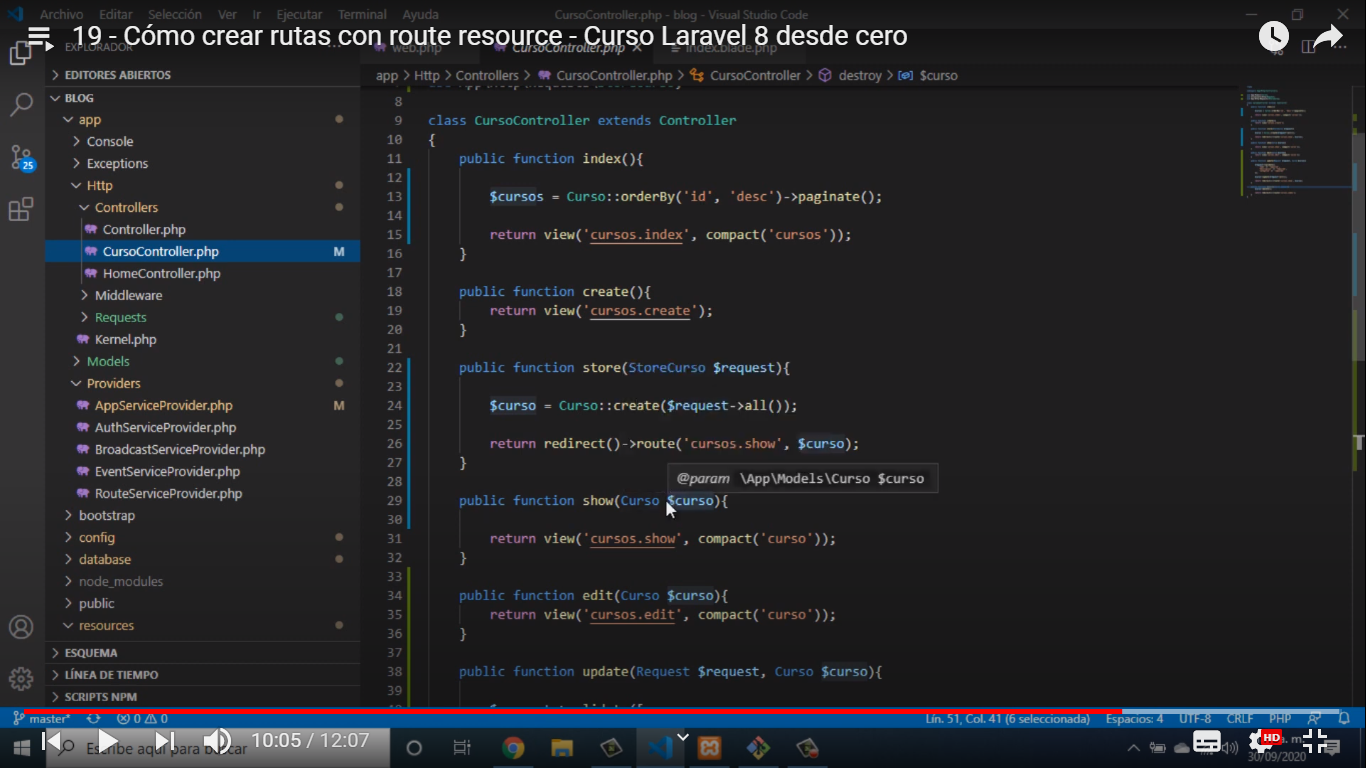 Archivo Editar Selección Ver Ir Ejecutar Terminal Ayuda
CursoController.php - blog - Visual Studio Code
19 - Cómo crear rutas con route resource - Curso Laravel 8 desde cero
EXPLORADOR
web.php
CursoController.php
index.blade.php
EDITORES ABIERTOS
BLOG
app
Console
Exceptions
Http
Controllers
Controller.php
CursoController.php M
HomeController.php
Middleware
Requests
Kernel.php
Models
Providers
AppServiceProvider.php M
AuthServiceProvider.php
BroadcastServiceProvider.php
EventServiceProvider.php
RouteServiceProvider.php
bootstrap
config
database
node_modules
public
resources
ESQUEMA
LÍNEA DE TIEMPO
SCRIPTS NPM
25
app > Http > Controllers > CursoController.php > CursoController > destroy > $curso
8
9 class CursoController extends Controller
10 {
11 public function index(){
12
13 $cursos = Curso::orderBy('id', 'desc')->paginate();
14
15 return view('cursos.index', compact('cursos'));
16 }
17
18 public function create(){
19 return view('cursos.create');
20 }
21
22 public function store(StoreCurso $request){
23
24 $curso = Curso::create($request->all());
25
26 return redirect()->route('cursos.show', $curso);
27 }
28 @param \App\Models\Curso $curso
29 public function show(Curso $curso){
30
31 return view('cursos.show', compact('curso'));
32 }
33
34 public function edit(Curso $curso){
35 return view('cursos.edit', compact('curso'));
36 }
37
38 public function update(Request $request, Curso $curso){
39
master* 0 0
Lín. 51, Col. 41 (6 seleccionada) Espacios: 4 UTF-8 CRLF PHP
10:05 / 12:07
Escribe aquí para buscar
HD
30/09/2020